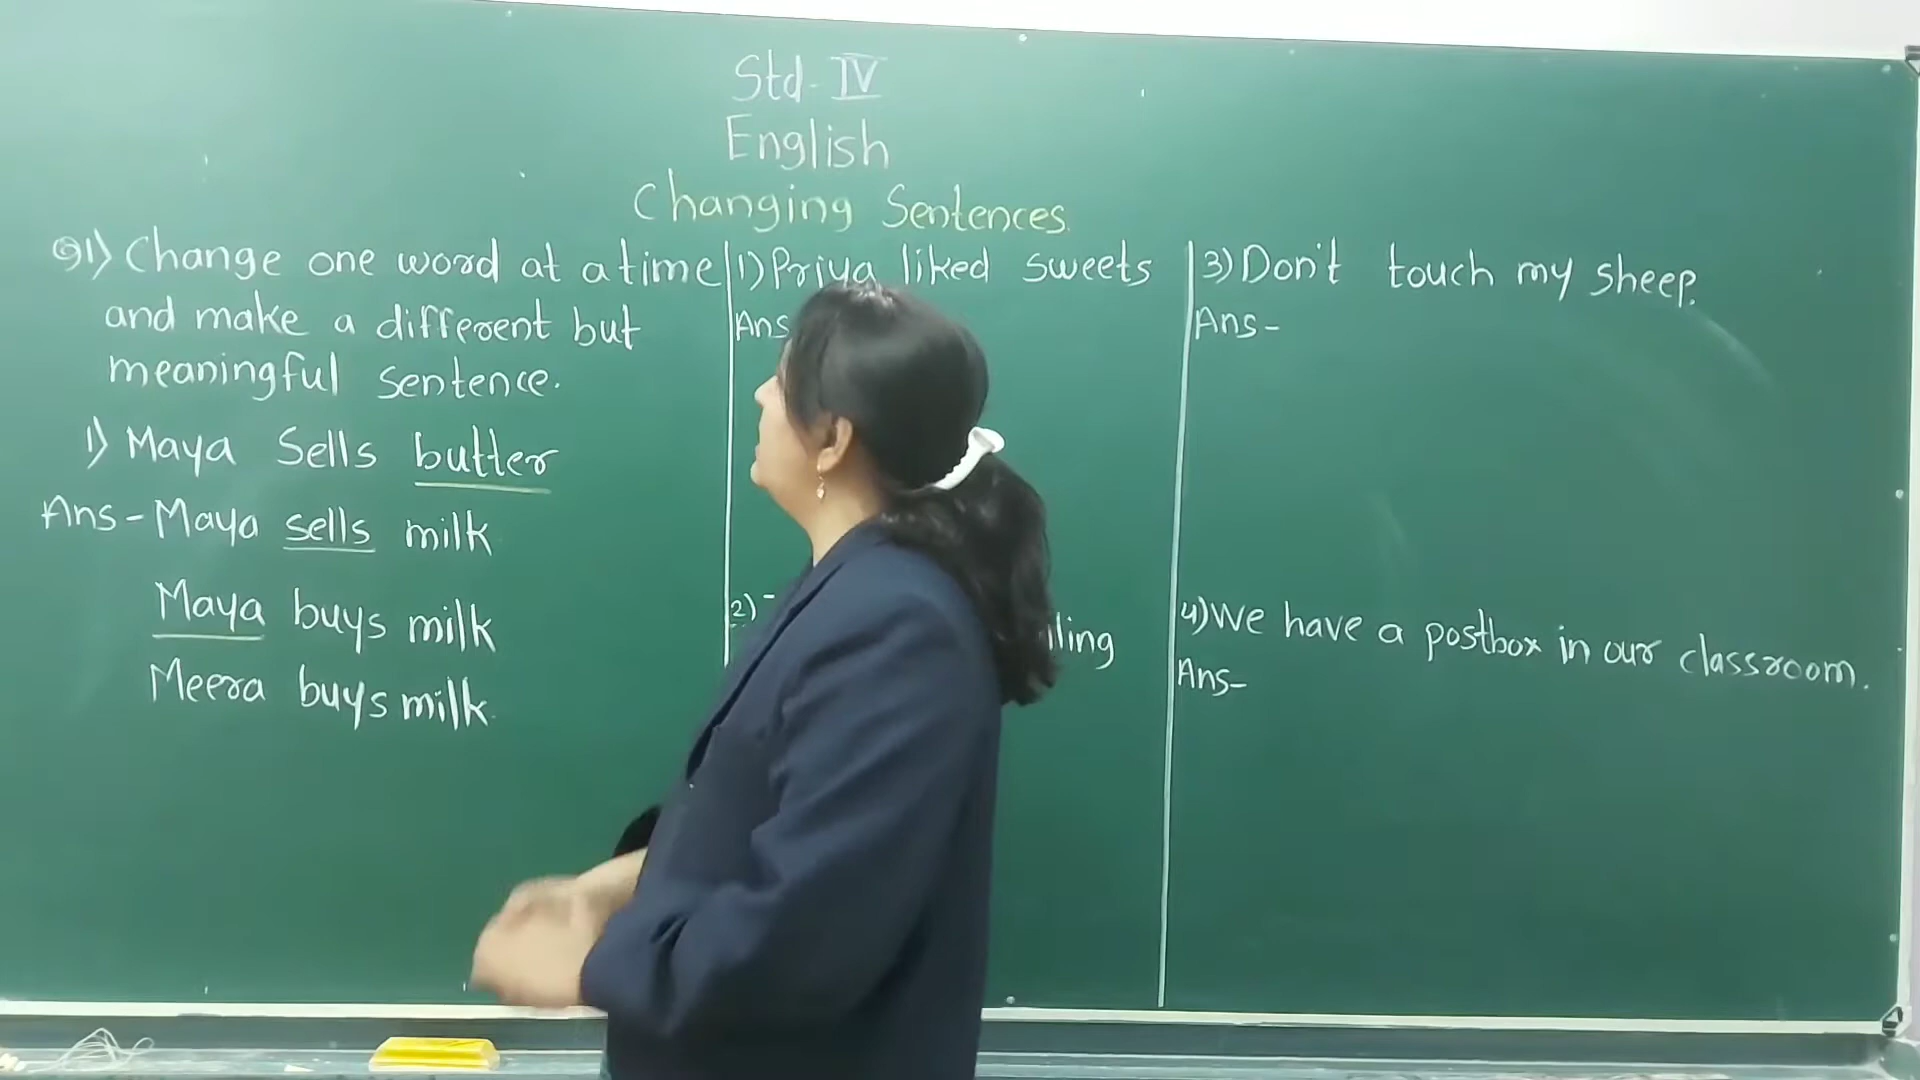 Std- IV
English
Changing Sentences.
Q1) Change one word at a time
and make a different but
meaningful sentence.
1) Maya Sells butter
Ans - Maya sells milk
Maya buys milk
Meera buys milk.
1) Priya liked sweets
Ans
2)
3) Don't touch my sheep.
Ans -
4) We have a postbox in our classroom.
Ans-